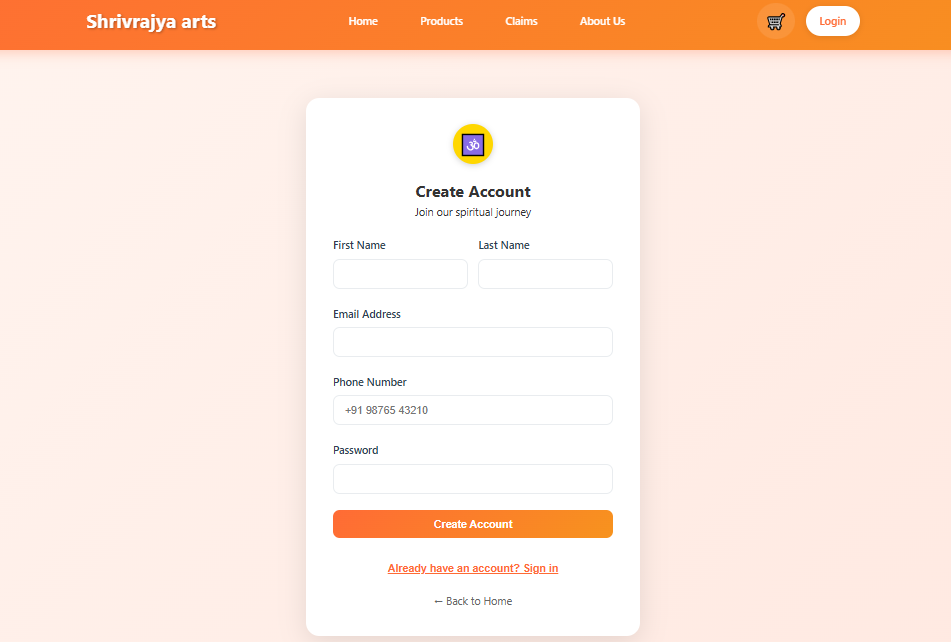 Shrivrajya arts Home Products Claims About Us Login
ॐ
Create Account
Join our spiritual journey
First Name Last Name
Email Address
Phone Number
+91 98765 43210
Password
Create Account
Already have an account? Sign in
← Back to Home